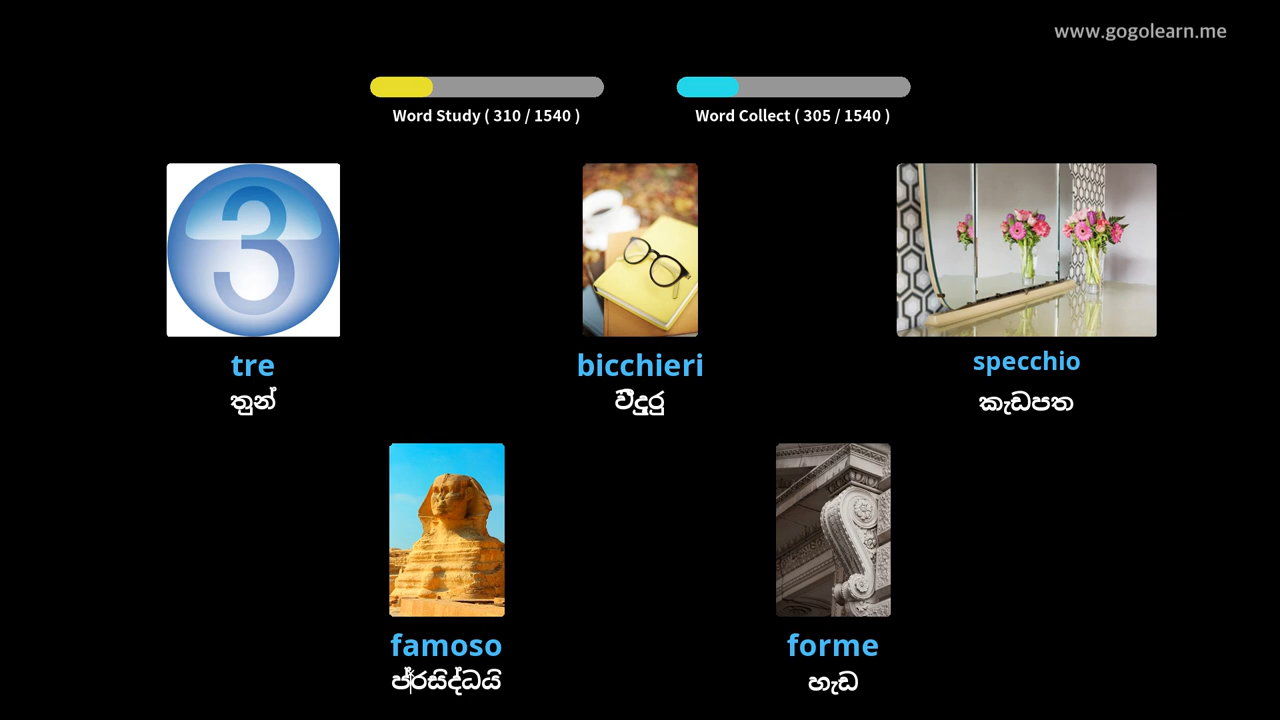 www.gogolearn.me
Word Study ( 310 / 1540 )
Word Collect ( 305 / 1540 )
3
tre
තුන්
bicchieri
වීදුරු
specchio
කැඩපත
famoso
ප්‍රසිද්ධයි
forme
හැඩ